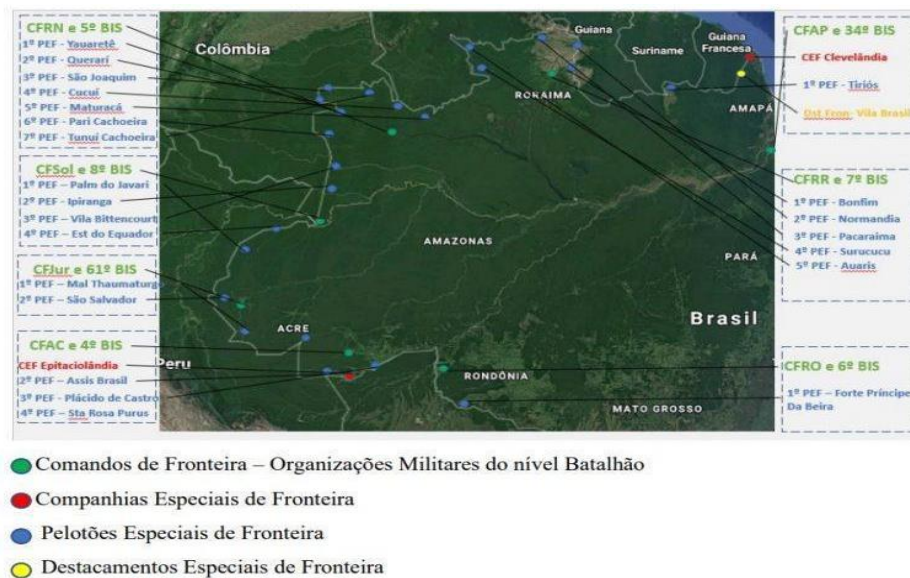 CFRN e 5º BIS
1º PEF - Yauaretê
2º PEF - Querarí
3º PEF - São Joaquim
4º PEF - Cucuí
5º PEF - Maturacá
6º PEF - Pari Cachoeira
7º PEF - Tunuí Cachoeira
CFSol e 8º BIS
1º PEF – Palm do Javari
2º PEF - Ipiranga
3º PEF – Vila Bittencourt
4º PEF – Est do Equador
CFJur e 61º BIS
1º PEF - Mal Thaumaturgo
2º PEF – São Salvador
CFAC e 4º BIS
CEF Epitaciolândia
2º PEF – Assis Brasil
3º PEF - Plácido de Castro
4º PEF – Sta Rosa Purus
Colômbia
Guiana
Suriname
Guiana
Francesa
RORAIMA
AMAPÁ
AMAZONAS
PARÁ
ACRE
Brasil
Peru
RONDÔNIA
MATO GROSSO
CFAP e 34º BIS
CEF Clevelândia
1º PEF - Tiriós
Dst Fron- Vila Brasil
CFRR e 7º BIS
1º PEF - Bonfim
2º PEF - Normandia
3º PEF - Pacaraima
4º PEF - Surucucu
5º PEF - Auaris
CFRO e 6º BIS
1º PEF – Forte Príncipe
Da Beira
Comandos de Fronteira – Organizações Militares do nível Batalhão
Companhias Especiais de Fronteira
Pelotões Especiais de Fronteira
Destacamentos Especiais de Fronteira